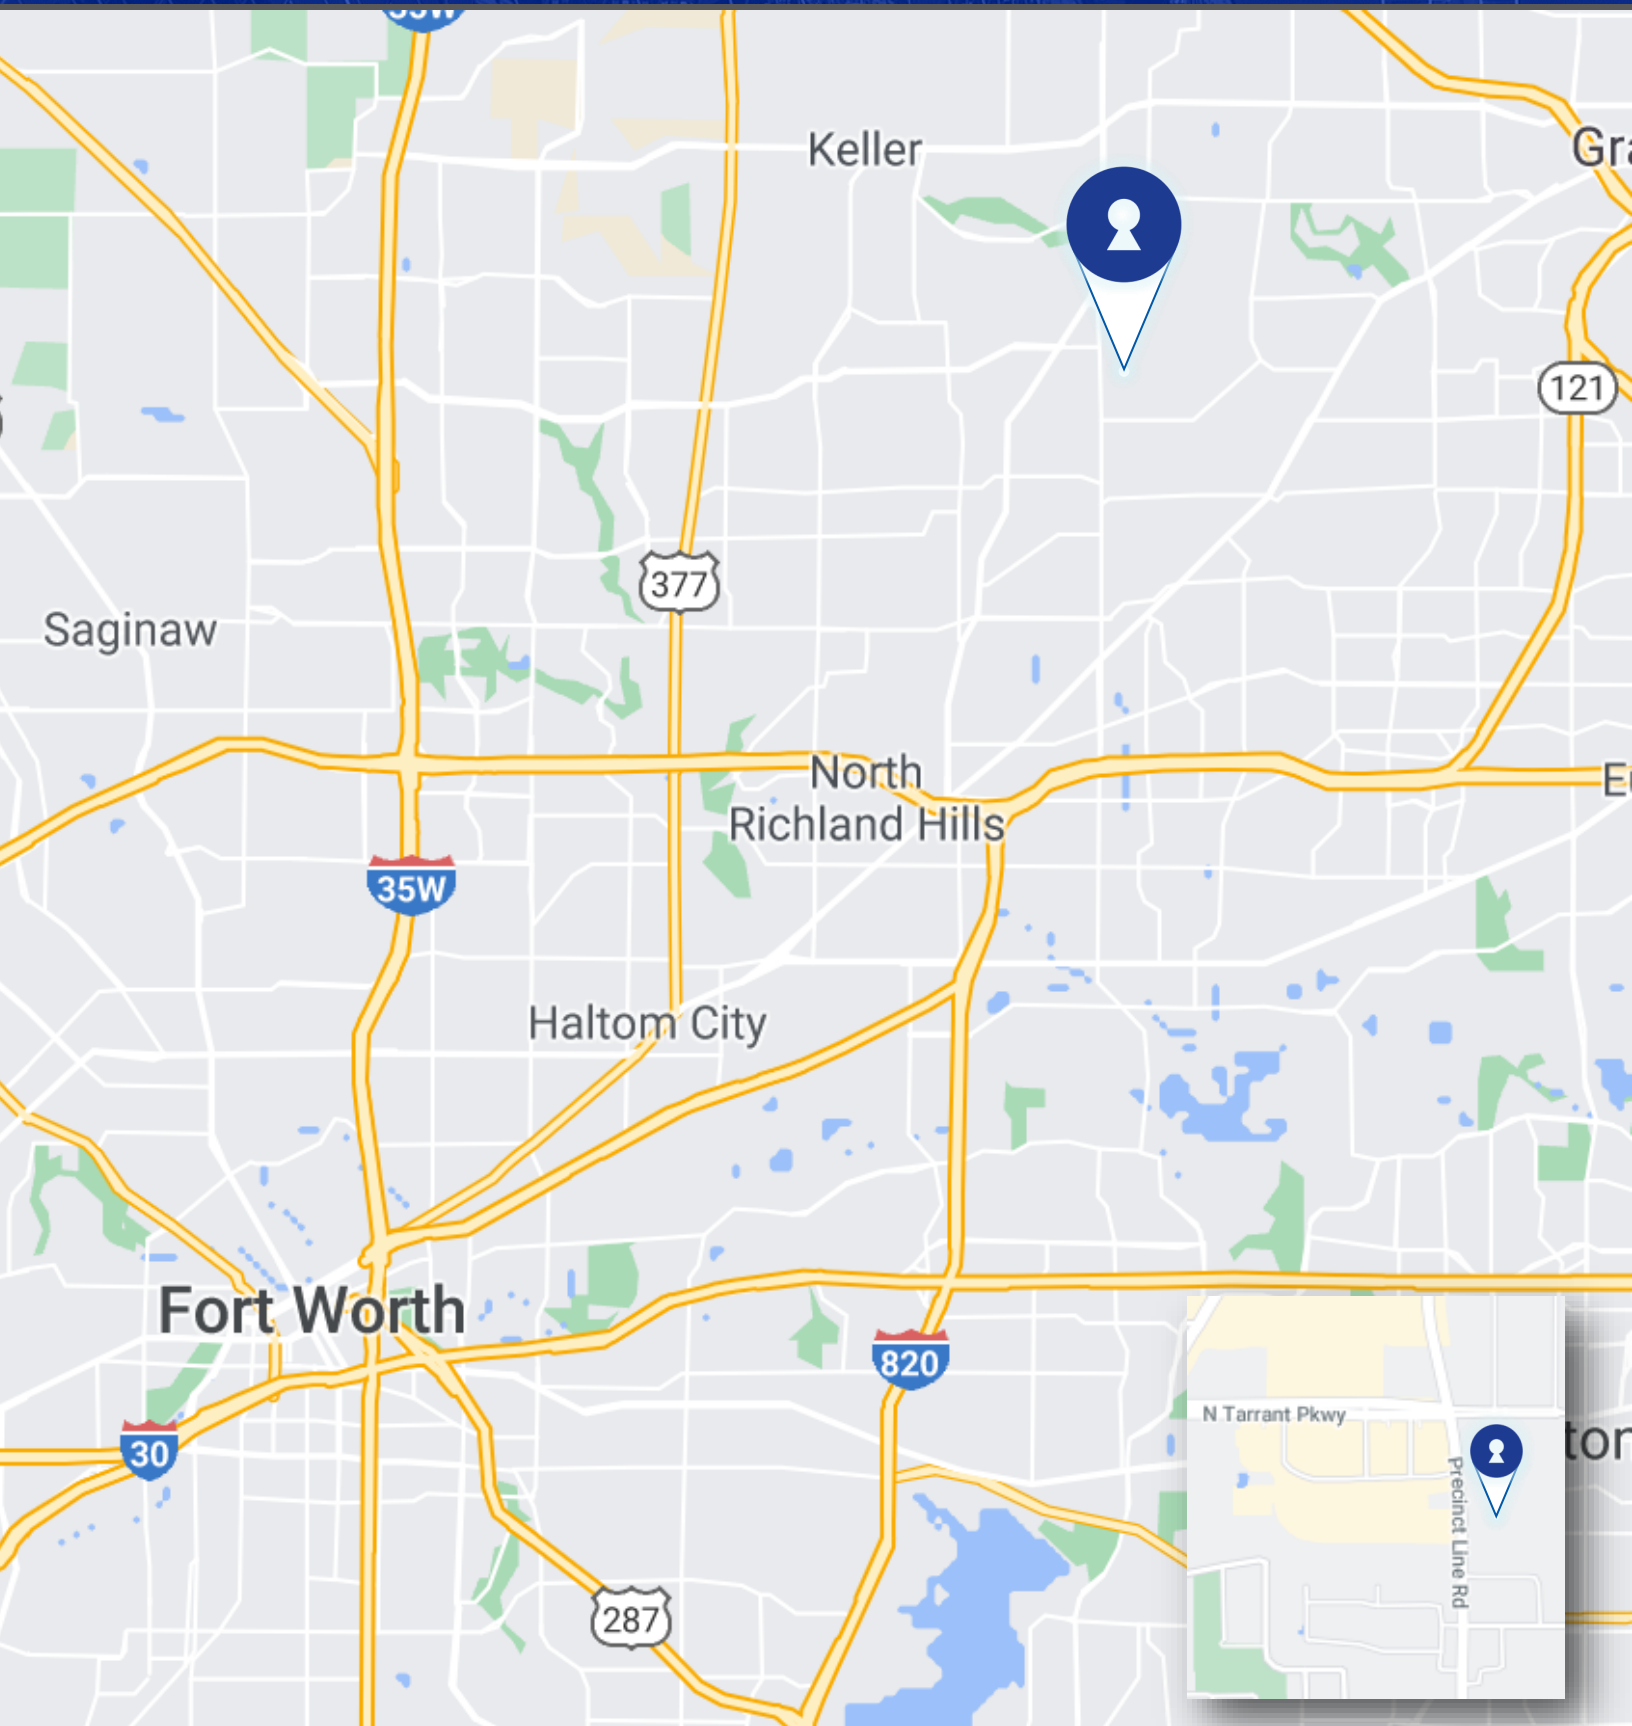 Keller
121
377
Saginaw
North
Richland Hills
35W
Haltom City
Fort Worth
820
30
N Tarrant Pkwy
Precinct Line Rd
287